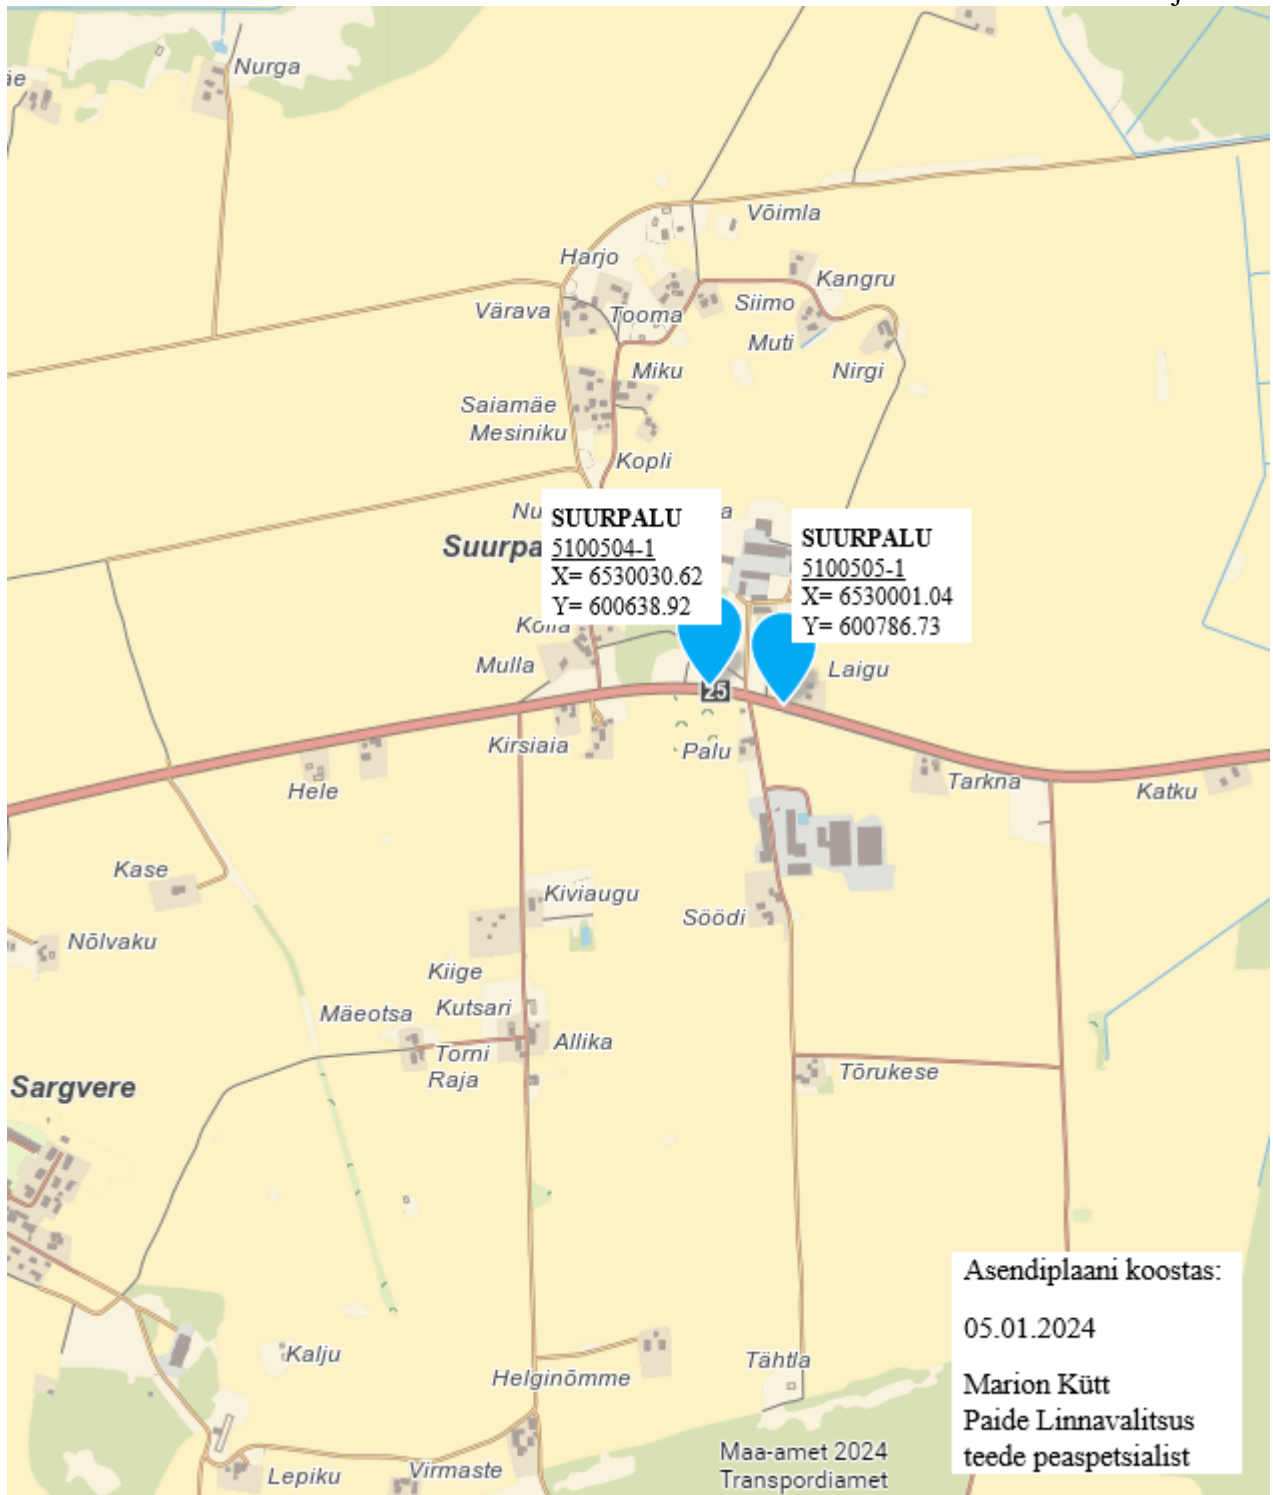 Nurga
Võimla
Harjo
Kangru
Värava
Tooma
Siimo
Muti
Miku
Nirgi
Saiamäe
Mesiniku
Kopli
SUURPALU
5100504-1
X= 6530030.62
Y= 600638.92
SUURPALU
5100505-1
X= 6530001.04
Y= 600786.73
Mulla
Laigu
25
Kirsiaia
Palu
Hele
Tarkna
Katku
Kase
Kiviaugu
Söödi
Nõlvaku
Kiige
Mäeotsa
Kutsari
Allika
Torni
Raja
Tõrukese
Sargvere
Asendiplaani koostas:
05.01.2024
Marion Kütt
Paide Linnavalitsus
teede peaspetsialist
Kalju
Helginõmme
Tähtla
Maa-amet 2024
Transpordiamet
Lepiku
Virmaste